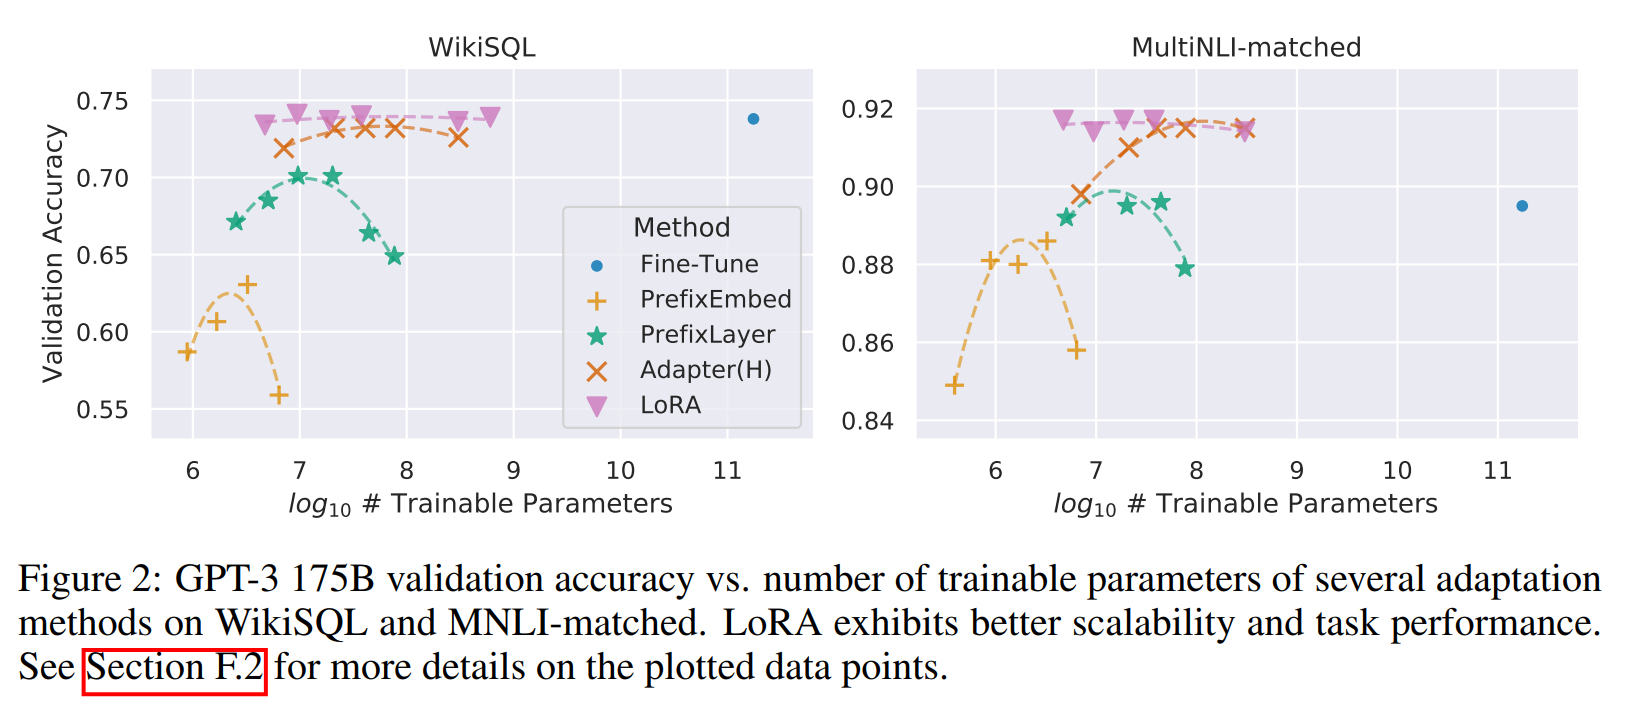 WikiSQL
MultiNLI-matched
Validation Accuracy
0.75
0.70
0.65
0.60
0.55
6 7 8 9 10 11
log10 # Trainable Parameters
Method
Fine-Tune
PrefixEmbed
PrefixLayer
Adapter(H)
LoRA
0.92
0.90
0.88
0.86
0.84
6 7 8 9 10 11
log10 # Trainable Parameters
Figure 2: GPT-3 175B validation accuracy vs. number of trainable parameters of several adaptation
methods on WikiSQL and MNLI-matched. LoRA exhibits better scalability and task performance.
See Section F.2 for more details on the plotted data points.